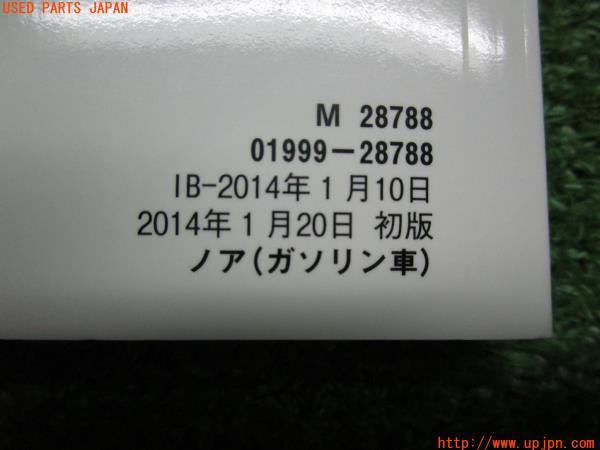 USED PARTS JAPAN
M 28788
01999-28788
IB-2014年1月10日
2014年1月20日 初版
ノア(ガソリン車)
http://www.upjpn.com